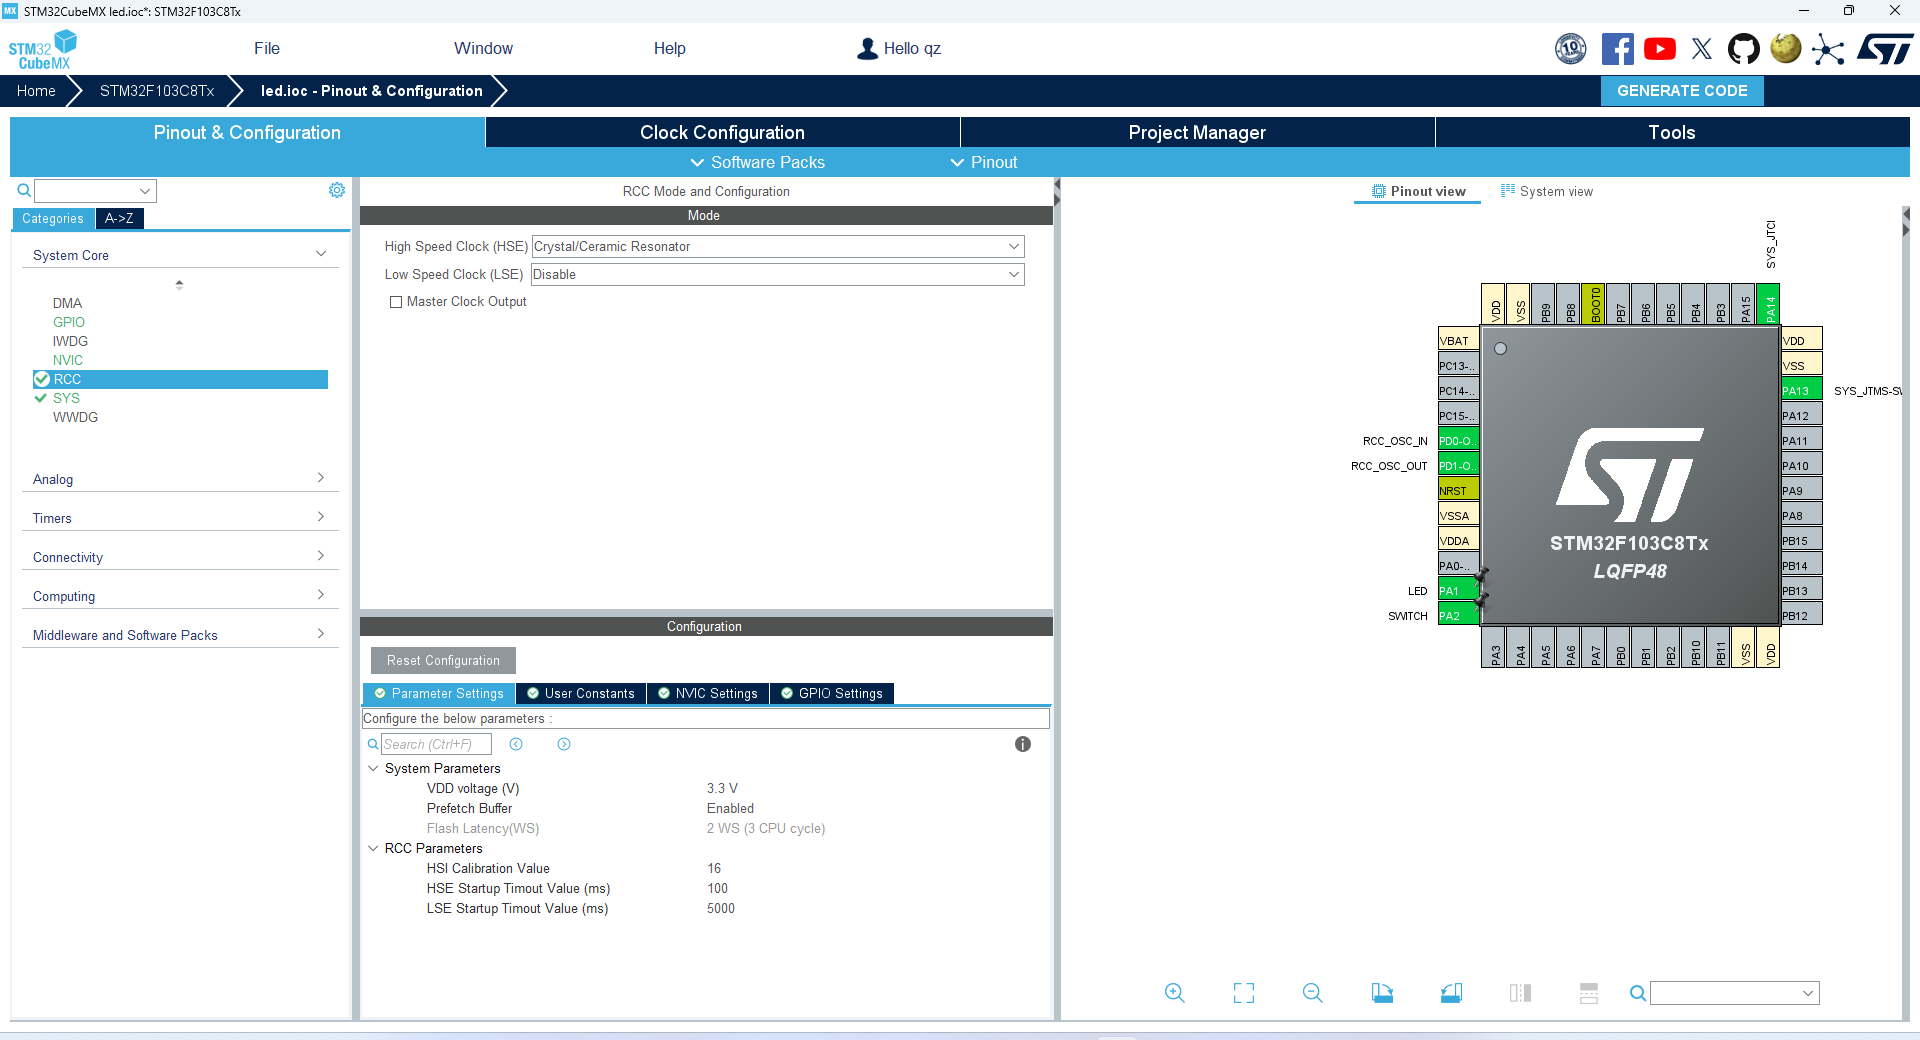 MX STM32CubeMX led.ioc*: STM32F103C8Tx
STM32
CubeMX
File
Window
Help
Hello qz
10
Home
STM32F103C8Tx
led.ioc - Pinout & Configuration
GENERATE CODE
Pinout & Configuration
Clock Configuration
Project Manager
Tools
Software Packs
Pinout
Categories
A->Z
System Core
DMA
GPIO
IWDG
NVIC
RCC
SYS
WWDG
Analog
Timers
Connectivity
Computing
Middleware and Software Packs
RCC Mode and Configuration
Mode
High Speed Clock (HSE) Crystal/Ceramic Resonator
Low Speed Clock (LSE) Disable
Master Clock Output
Configuration
Reset Configuration
Parameter Settings
User Constants
NVIC Settings
GPIO Settings
Configure the below parameters :
Search (Ctrl+F)
System Parameters
VDD voltage (V) 3.3 V
Prefetch Buffer Enabled
Flash Latency(WS) 2 WS (3 CPU cycle)
RCC Parameters
HSI Calibration Value 16
HSE Startup Timout Value (ms) 100
LSE Startup Timout Value (ms) 5000
Pinout view
System view
SYS_JTCI
VDD
VSS
PB9
PB8
BOOT0
PB7
PB6
PB5
PB4
PB3
PA15
PA14
VBAT
PC13-..
PC14-..
PC15-..
RCC_OSC_IN PD0-O..
RCC_OSC_OUT PD1-O..
NRST
VSSA
VDDA
PA0-..
LED PA1
SWITCH PA2
ST
STM32F103C8Tx
LQFP48
VDD
VSS
PA13 SYS_JTMS-SW
PA12
PA11
PA10
PA9
PA8
PB15
PB14
PB13
PB12
PA3
PA4
PA5
PA6
PA7
PB0
PB1
PB2
PB10
PB11
VSS
VDD